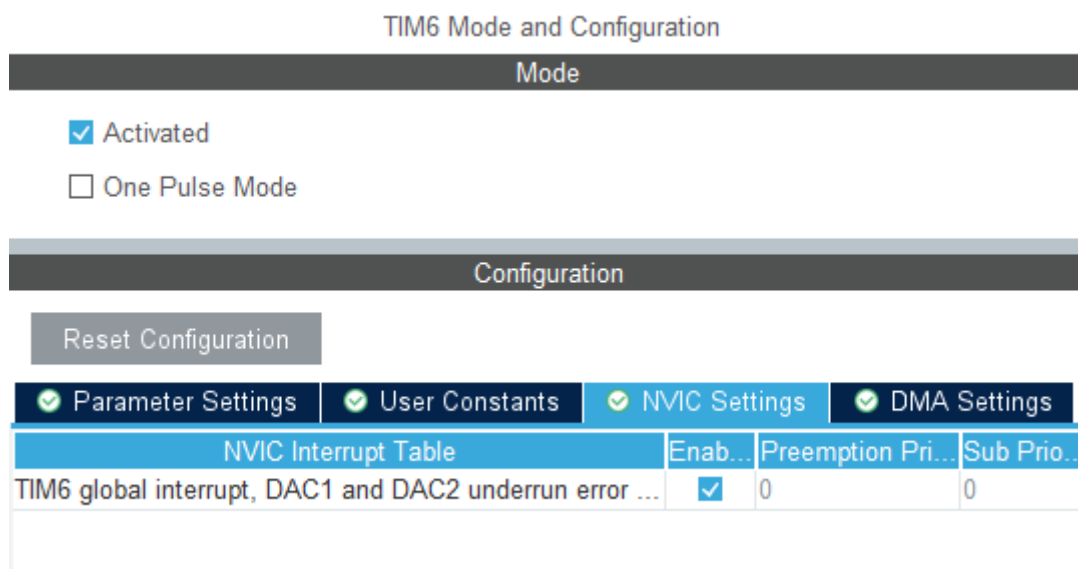 TIM6 Mode and Configuration
Mode
Activated
One Pulse Mode
Configuration
Reset Configuration
Parameter Settings User Constants NVIC Settings DMA Settings
NVIC Interrupt Table Enab... Preemption Pri... Sub Prio...
TIM6 global interrupt, DAC1 and DAC2 underrun error ... 0 0